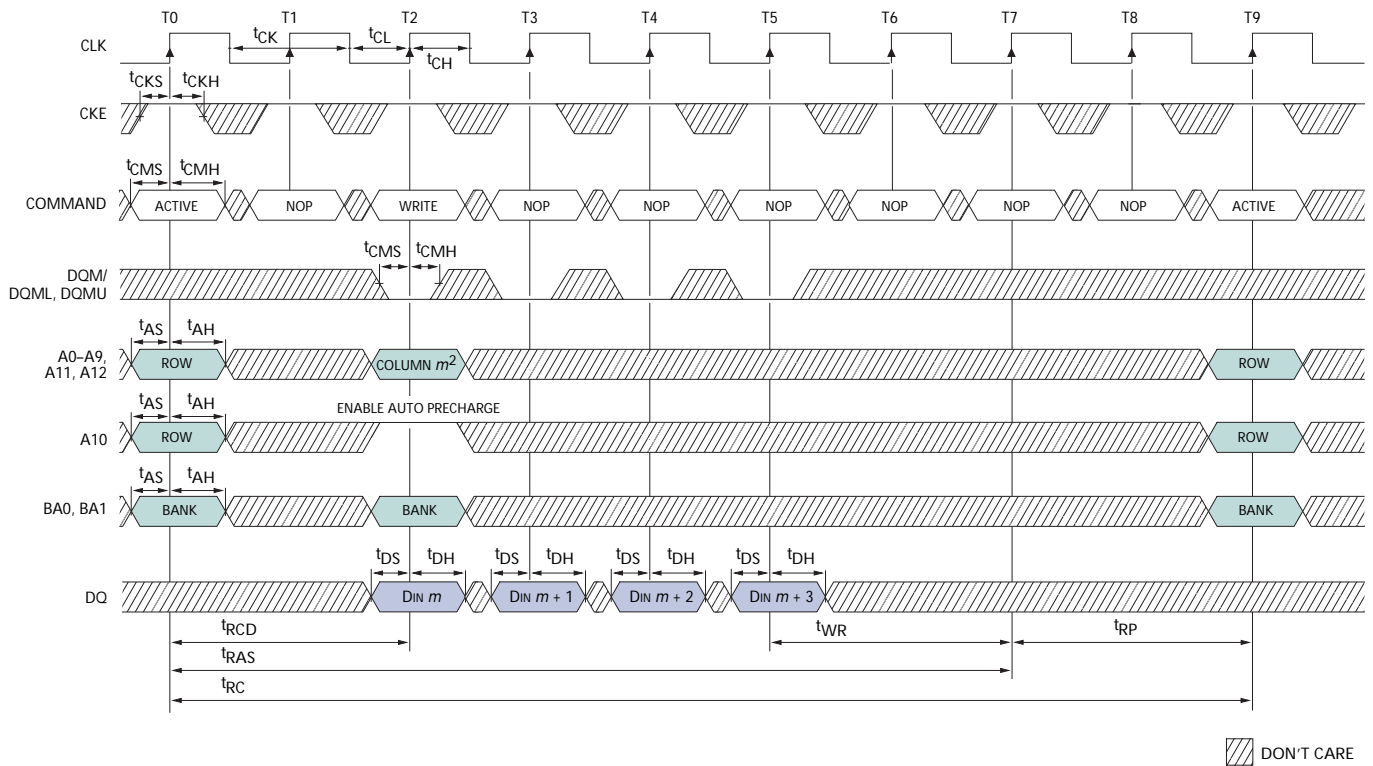 T0 T1 T2 T3 T4 T5 T6 T7 T8 T9
CLK
tCK tCL
tCH
tCKS tCKH
CKE
tCMS tCMH
COMMAND ACTIVE NOP WRITE NOP NOP NOP NOP NOP NOP ACTIVE
tCMS tCMH
DQM/
DQML, DQMU
tAS tAH
A0–A9,
A11, A12
ROW COLUMN m2 ROW
tAS tAH
ENABLE AUTO PRECHARGE
A10 ROW ROW
tAS tAH
BA0, BA1 BANK BANK BANK
tDS tDH tDS tDH tDS tDH tDS tDH
DQ DIN m DIN m + 1 DIN m + 2 DIN m + 3
tRCD tWR tRP
tRAS
tRC
DON'T CARE